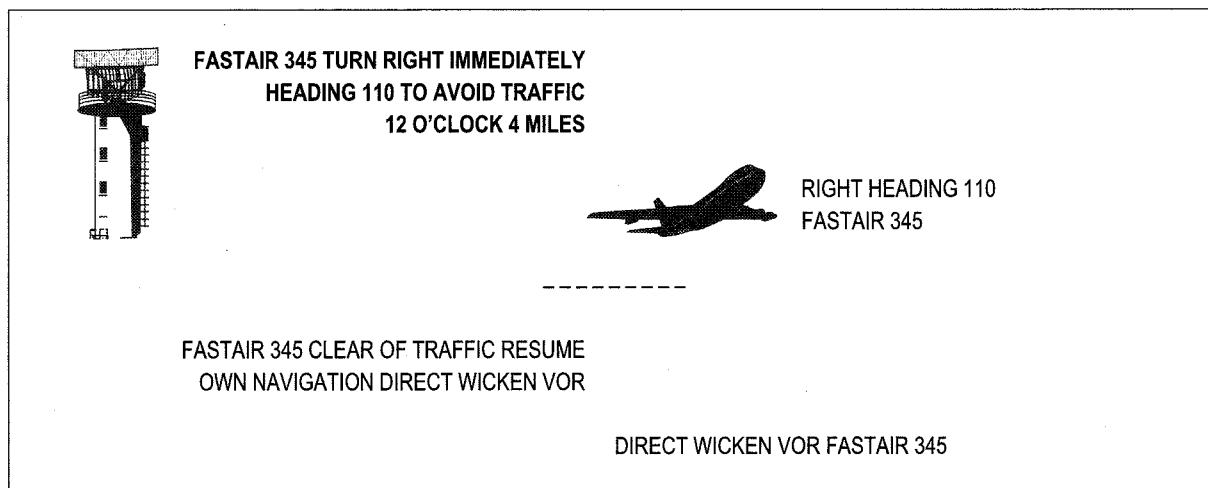 FASTAIR 345 TURN RIGHT IMMEDIATELY
HEADING 110 TO AVOID TRAFFIC
12 O'CLOCK 4 MILES
RIGHT HEADING 110
FASTAIR 345
FASTAIR 345 CLEAR OF TRAFFIC RESUME
OWN NAVIGATION DIRECT WICKEN VOR
DIRECT WICKEN VOR FASTAIR 345